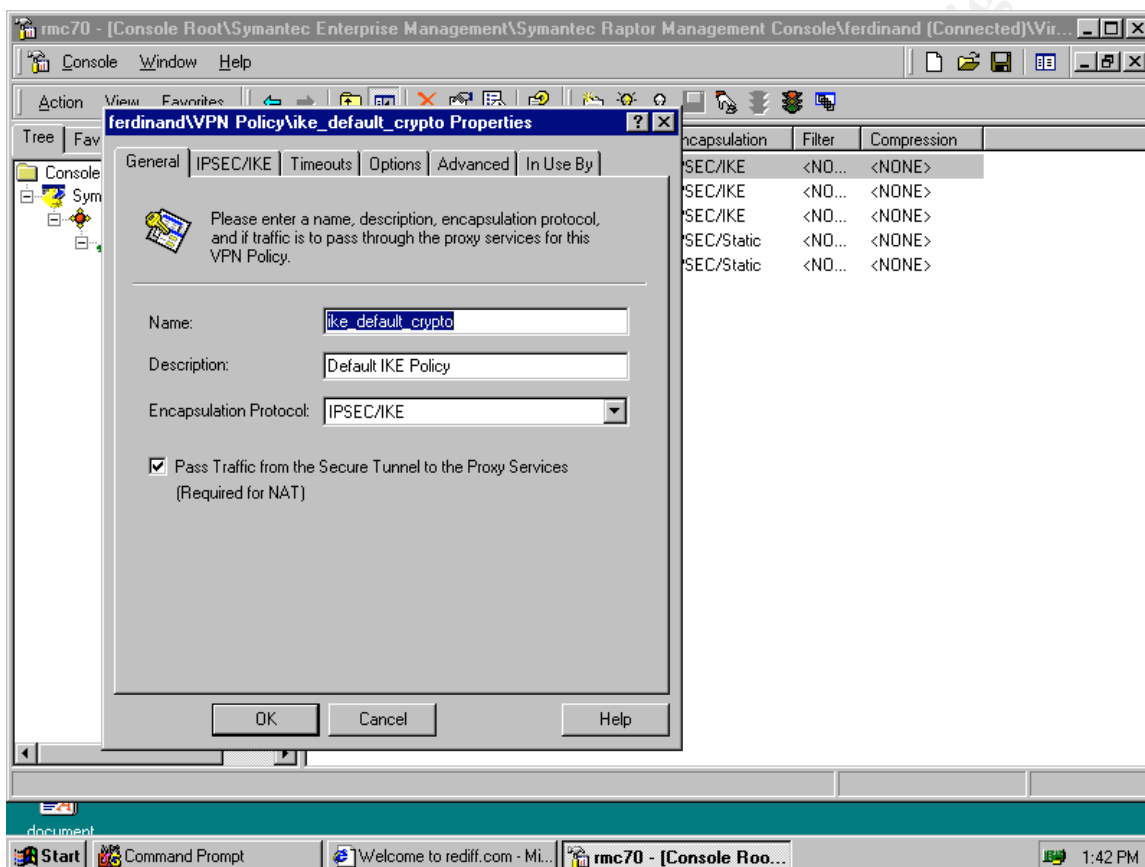 rmc70 - [Console Root\Symantec Enterprise Management\Symantec Raptor Management Console\ferdinand (Connected)\Vir...
Console Window Help
Action View Favorites
Tree Fav
ncapsulation Filter Compression
Console
Sym
SEC/IKE <NO... <NONE>
SEC/IKE <NO... <NONE>
SEC/IKE <NO... <NONE>
SEC/Static <NO... <NONE>
SEC/Static <NO... <NONE>
ferdinand\VPN Policy\ike_default_crypto Properties
General IPSEC/IKE Timeouts Options Advanced In Use By
Please enter a name, description, encapsulation protocol,
and if traffic is to pass through the proxy services for this
VPN Policy.
Name: ike_default_crypto
Description: Default IKE Policy
Encapsulation Protocol: IPSEC/IKE
Pass Traffic from the Secure Tunnel to the Proxy Services
(Required for NAT)
OK Cancel Help
document
Start Command Prompt Welcome to rediff.com - Mi... rmc70 - [Console Roo... 1:42 PM